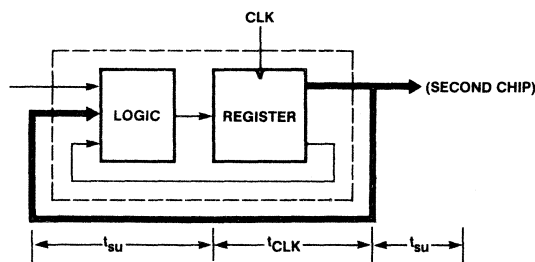 CLK
LOGIC
REGISTER
(SECOND CHIP)
tsu
tCLK
tsu